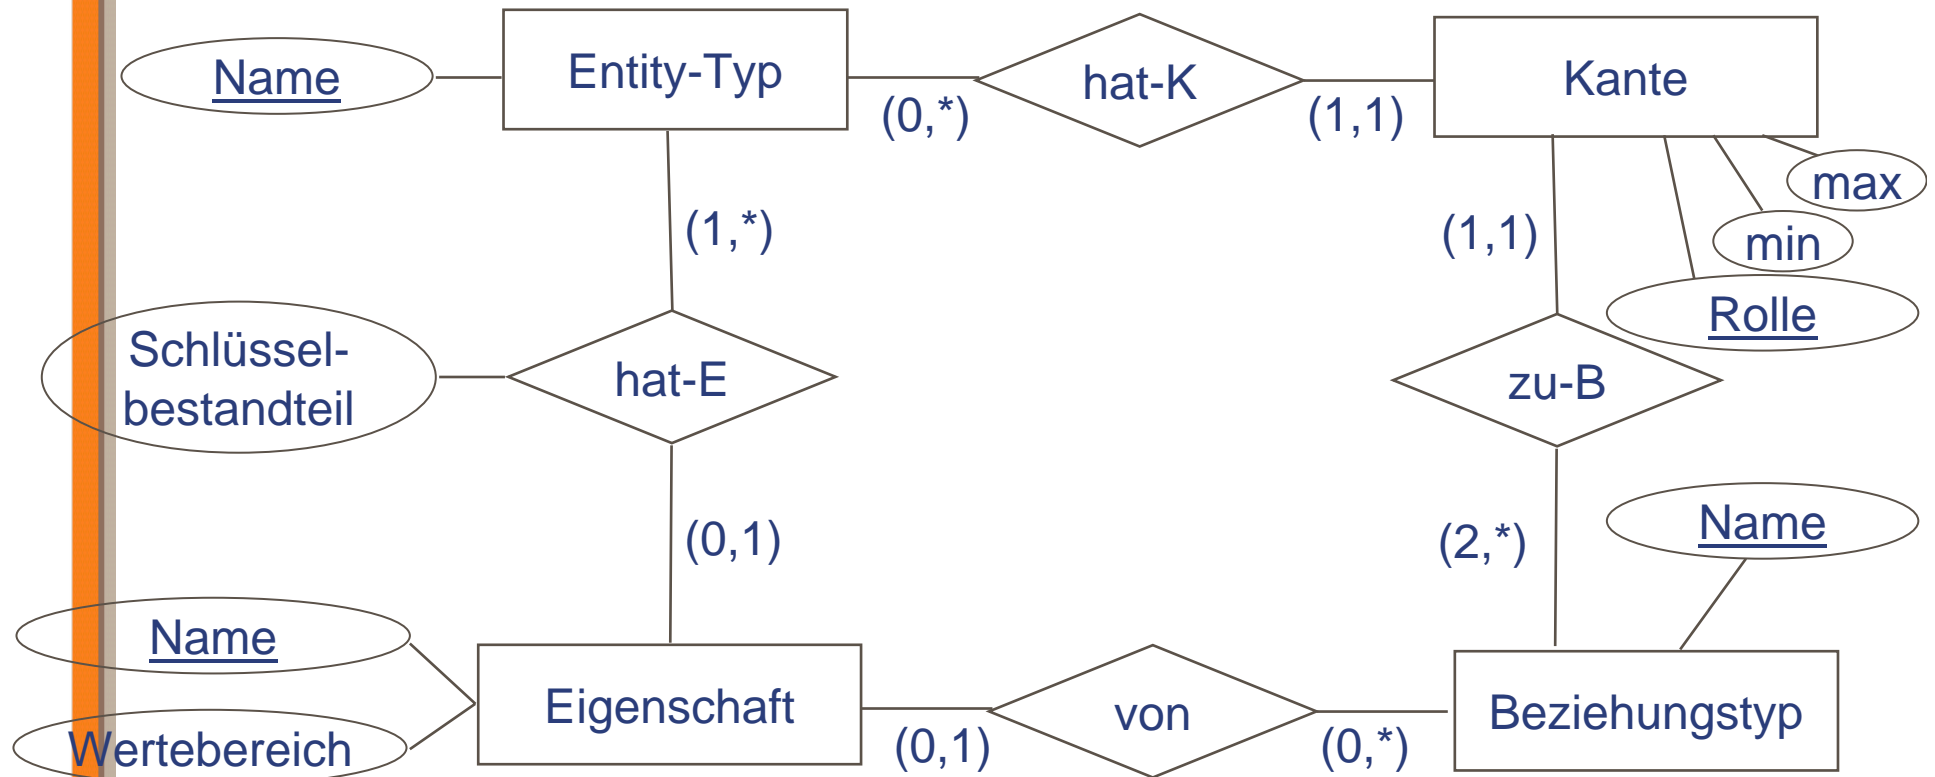 Name
Entity-Typ
hat-K
Kante
(0,*)
(1,1)
max
(1,*)
(1,1)
min
Rolle
Schlüssel-
bestandteil
hat-E
zu-B
(0,1)
(2,*)
Name
Name
Eigenschaft
von
Beziehungstyp
Wertebereich
(0,1)
(0,*)